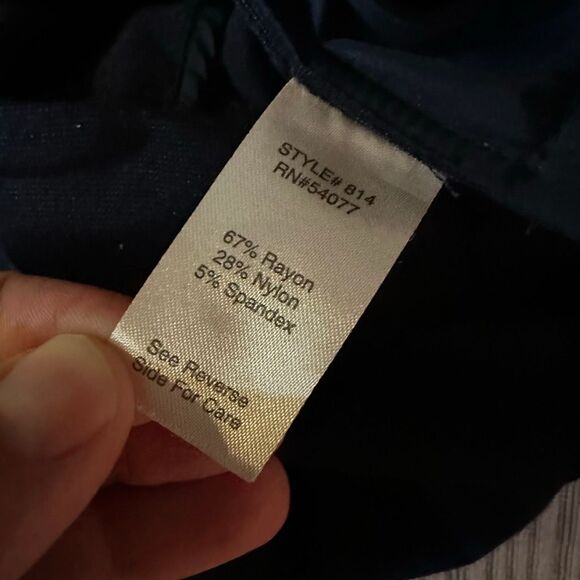 STYLE# 814
RN#54077
67% Rayon
28% Nylon
5% Spandex
See Reverse
Side For Care